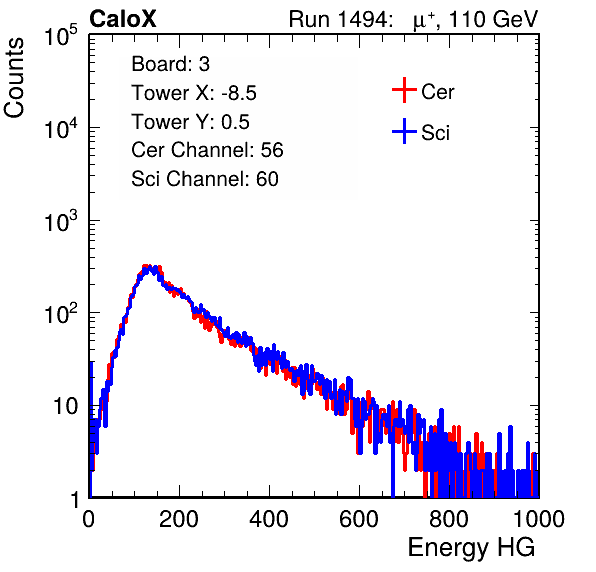 CaloX Run 1494: μ⁺, 110 GeV
Counts
10⁵
10⁴
10³
10²
10
1
Board: 3
Tower X: -8.5
Tower Y: 0.5
Cer Channel: 56
Sci Channel: 60
Cer
Sci
0 200 400 600 800 1000
Energy HG